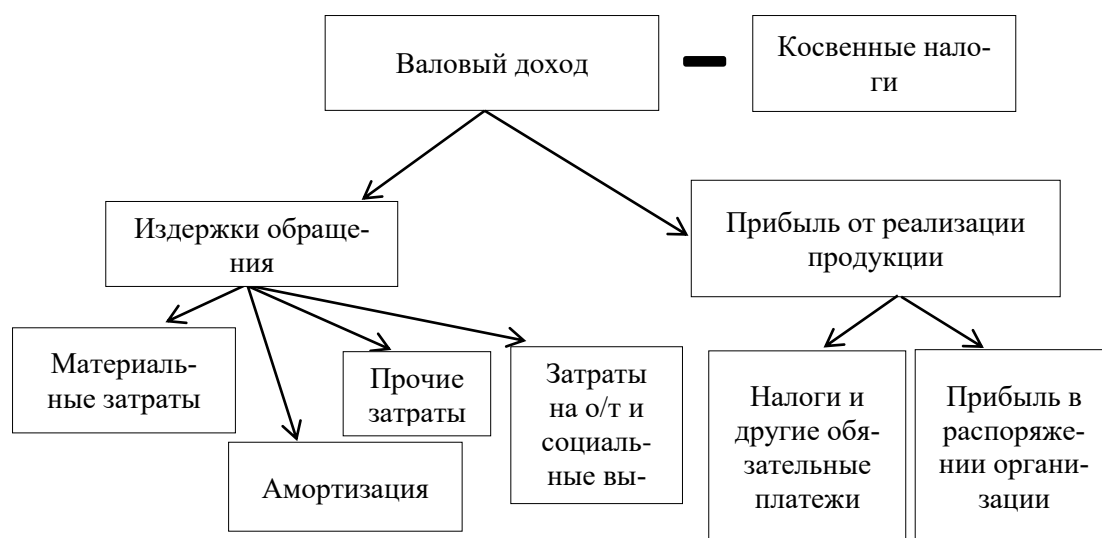 Валовый доход
Косвенные нало-
ги
Издержки обраще-
ния
Прибыль от реализации
продукции
Материаль-
ные затраты
Прочие
затраты
Затраты
на о/т и
социаль-
ные вы-
Налоги и
другие обя-
зательные
платежи
Прибыль в
распоряже-
нии органи-
зации
Амортизация